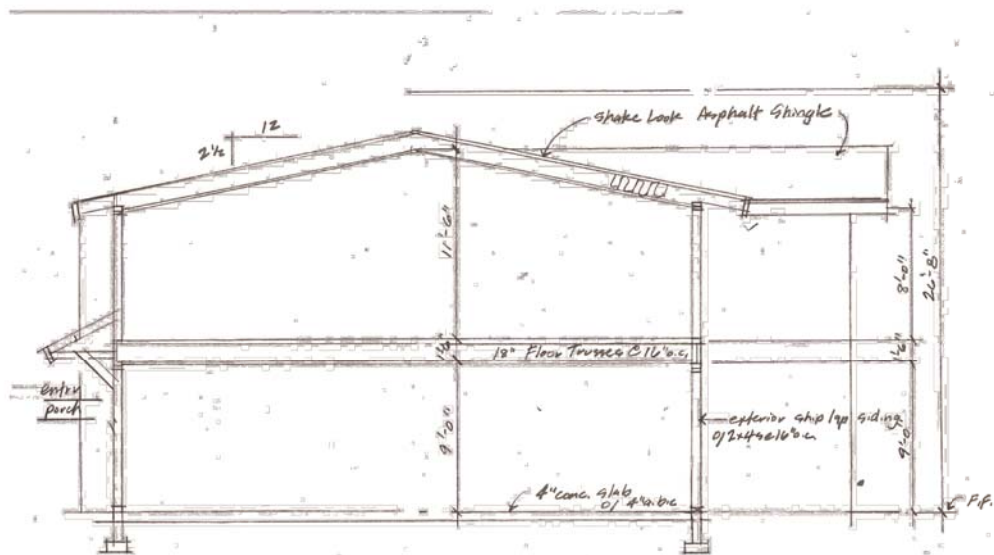 Shake Look Asphalt Shingle
12
2½
11'-6"
8'-0"
26'-8"
18" Floor Trusses @ 16" o.c.
1'-6"
1'-6"
entry
porch
9'-0"
exterior ship lap siding
o/ 2x4s @ 16" o.c.
9'-0"
4" conc. slab
o/ 4" a.b.c
F.F.